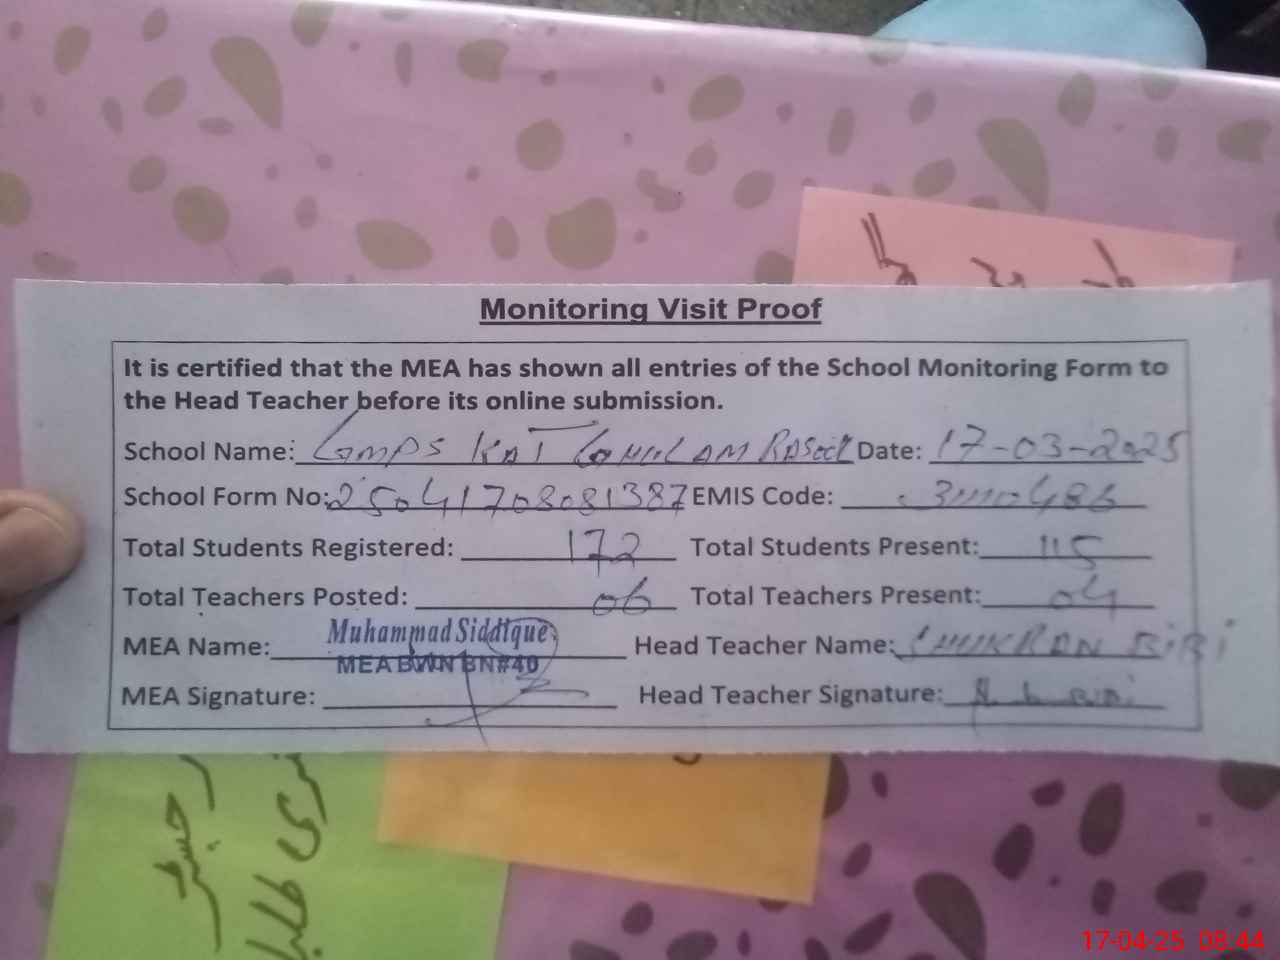 Monitoring Visit Proof
It is certified that the MEA has shown all entries of the School Monitoring Form to
the Head Teacher before its online submission.
School Name: GMPS KOT GHULAM RASOOL Date: 17-03-2025
School Form No: 25041708081387 EMIS Code:
Total Students Registered: 172 Total Students Present: 115
Total Teachers Posted: 06 Total Teachers Present: 04
MEA Name: Muhammad Siddique Head Teacher Name: SHUKRAN BiBi
MEA BWN BN#40
MEA Signature: Head Teacher Signature:
17-04-25 08:44